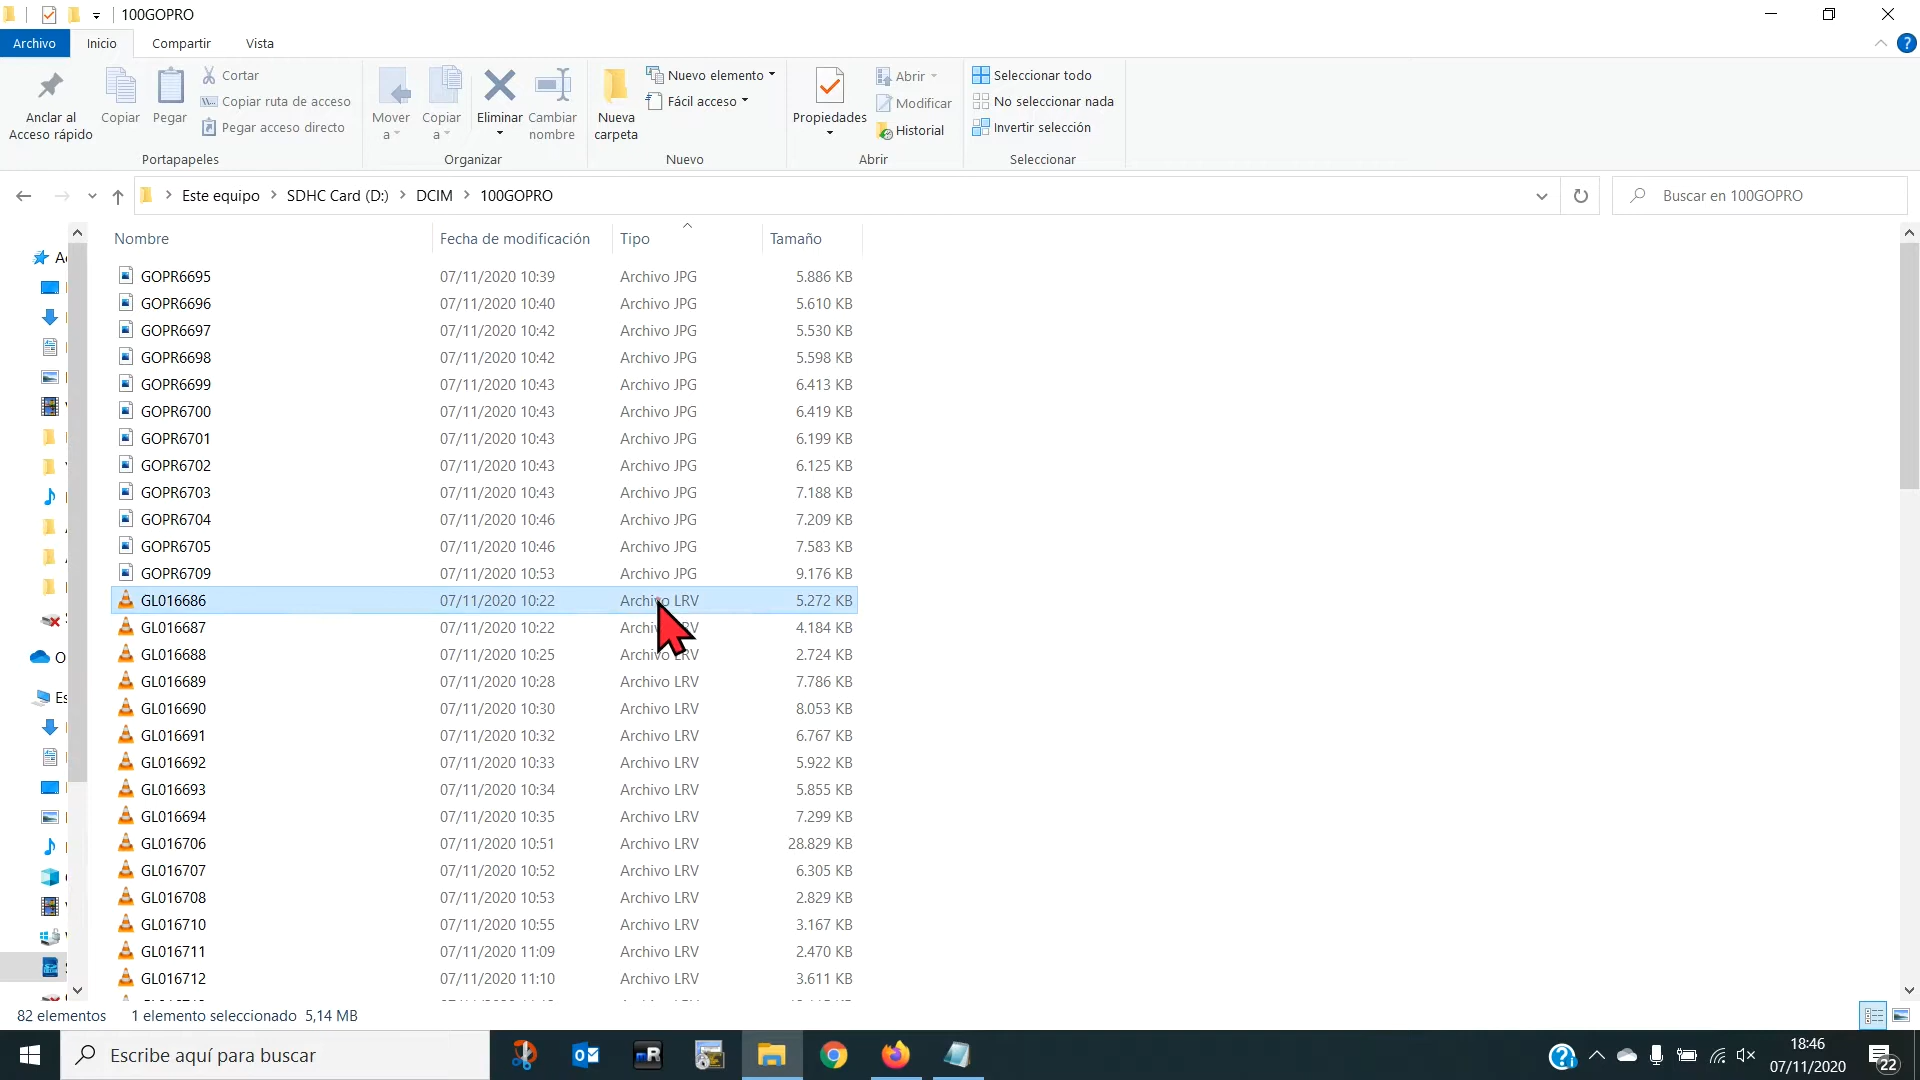 100GOPRO
Archivo Inicio Compartir Vista
Anclar al Acceso rápido
Copiar
Pegar
Cortar
Copiar ruta de acceso
Pegar acceso directo
Portapapeles
Mover a
Copiar a
Eliminar
Cambiar nombre
Organizar
Nueva carpeta
Nuevo elemento
Fácil acceso
Nuevo
Propiedades
Abrir
Modificar
Historial
Abrir
Seleccionar todo
No seleccionar nada
Invertir selección
Seleccionar
Este equipo > SDHC Card (D:) > DCIM > 100GOPRO
Buscar en 100GOPRO
Nombre Fecha de modificación Tipo Tamaño
GOPR6695 07/11/2020 10:39 Archivo JPG 5.886 KB
GOPR6696 07/11/2020 10:40 Archivo JPG 5.610 KB
GOPR6697 07/11/2020 10:42 Archivo JPG 5.530 KB
GOPR6698 07/11/2020 10:42 Archivo JPG 5.598 KB
GOPR6699 07/11/2020 10:43 Archivo JPG 6.413 KB
GOPR6700 07/11/2020 10:43 Archivo JPG 6.419 KB
GOPR6701 07/11/2020 10:43 Archivo JPG 6.199 KB
GOPR6702 07/11/2020 10:43 Archivo JPG 6.125 KB
GOPR6703 07/11/2020 10:43 Archivo JPG 7.188 KB
GOPR6704 07/11/2020 10:46 Archivo JPG 7.209 KB
GOPR6705 07/11/2020 10:46 Archivo JPG 7.583 KB
GOPR6709 07/11/2020 10:53 Archivo JPG 9.176 KB
GL016686 07/11/2020 10:22 Archivo LRV 5.272 KB
GL016687 07/11/2020 10:22 Archivo LRV 4.184 KB
GL016688 07/11/2020 10:25 Archivo LRV 2.724 KB
GL016689 07/11/2020 10:28 Archivo LRV 7.786 KB
GL016690 07/11/2020 10:30 Archivo LRV 8.053 KB
GL016691 07/11/2020 10:32 Archivo LRV 6.767 KB
GL016692 07/11/2020 10:33 Archivo LRV 5.922 KB
GL016693 07/11/2020 10:34 Archivo LRV 5.855 KB
GL016694 07/11/2020 10:35 Archivo LRV 7.299 KB
GL016706 07/11/2020 10:51 Archivo LRV 28.829 KB
GL016707 07/11/2020 10:52 Archivo LRV 6.305 KB
GL016708 07/11/2020 10:53 Archivo LRV 2.829 KB
GL016710 07/11/2020 10:55 Archivo LRV 3.167 KB
GL016711 07/11/2020 11:09 Archivo LRV 2.470 KB
GL016712 07/11/2020 11:10 Archivo LRV 3.611 KB
82 elementos 1 elemento seleccionado 5,14 MB
Escribe aquí para buscar
18:46
07/11/2020
22